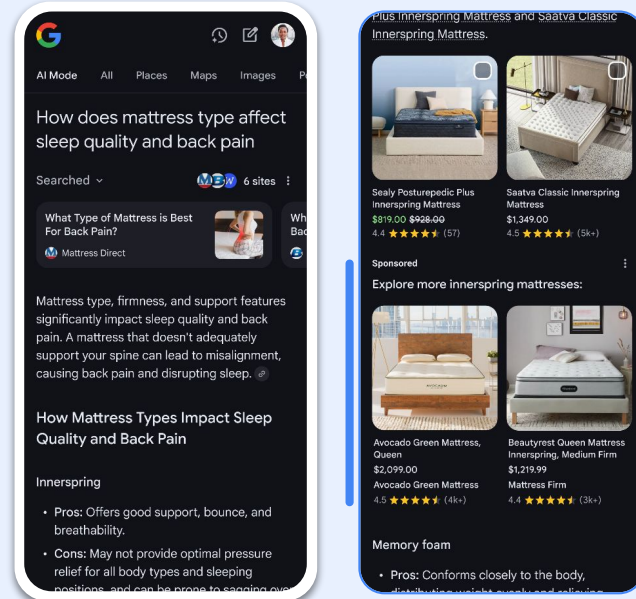 AI Mode All Places Maps Images
How does mattress type affect
sleep quality and back pain
Searched
6 sites
What Type of Mattress is Best
For Back Pain?
Mattress Direct
Mattress type, firmness, and support features
significantly impact sleep quality and back
pain. A mattress that doesn't adequately
support your spine can lead to misalignment,
causing back pain and disrupting sleep.
How Mattress Types Impact Sleep
Quality and Back Pain
Innerspring
• Pros: Offers good support, bounce, and
breathability.
• Cons: May not provide optimal pressure
relief for all body types and sleeping
positions, and can be prone to sagging over
Plus Innerspring Mattress and Saatva Classic
Innerspring Mattress.
Sealy Posturepedic Plus
Innerspring Mattress
$819.00 $928.00
4.4 ★★★★★ (57)
Saatva Classic Innerspring
Mattress
$1,349.00
4.5 ★★★★★ (5k+)
Sponsored
Explore more innerspring mattresses:
Avocado Green Mattress,
Queen
$2,099.00
Avocado Green Mattress
4.5 ★★★★★ (4k+)
Beautyrest Queen Mattress
Innerspring, Medium Firm
$1,219.99
Mattress Firm
4.4 ★★★★★ (3k+)
Memory foam
• Pros: Conforms closely to the body,
distributing weight evenly and relieving